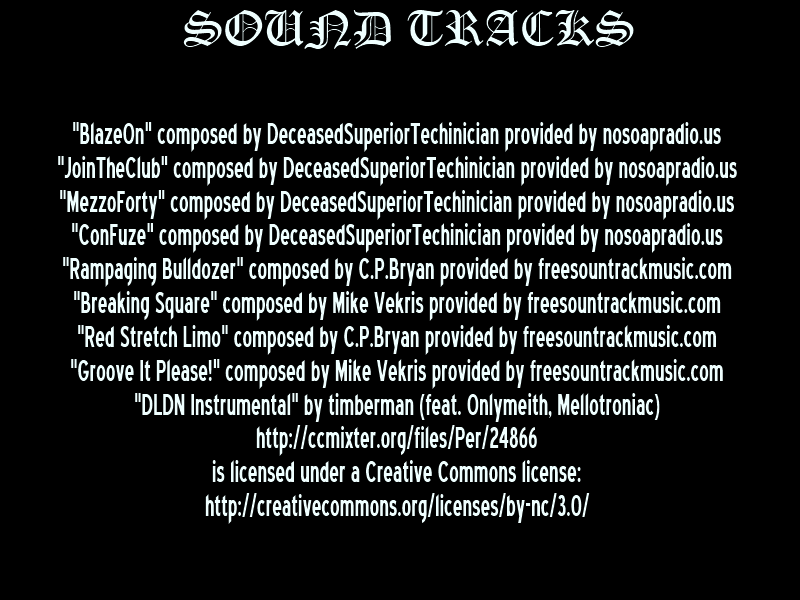 SOUND TRACKS
"BlazeOn" composed by DeceasedSuperiorTechinician provided by nosoapradio.us
"JoinTheClub" composed by DeceasedSuperiorTechinician provided by nosoapradio.us
"MezzoForty" composed by DeceasedSuperiorTechinician provided by nosoapradio.us
"ConFuze" composed by DeceasedSuperiorTechinician provided by nosoapradio.us
"Rampaging Bulldozer" composed by C.P.Bryan provided by freesountrackmusic.com
"Breaking Square" composed by Mike Vekris provided by freesountrackmusic.com
"Red Stretch Limo" composed by C.P.Bryan provided by freesountrackmusic.com
"Groove It Please!" composed by Mike Vekris provided by freesountrackmusic.com
"DLDN Instrumental" by timberman (feat. Onlymeith, Mellotroniac)
http://ccmixter.org/files/Per/24866
is licensed under a Creative Commons license:
http://creativecommons.org/licenses/by-nc/3.0/